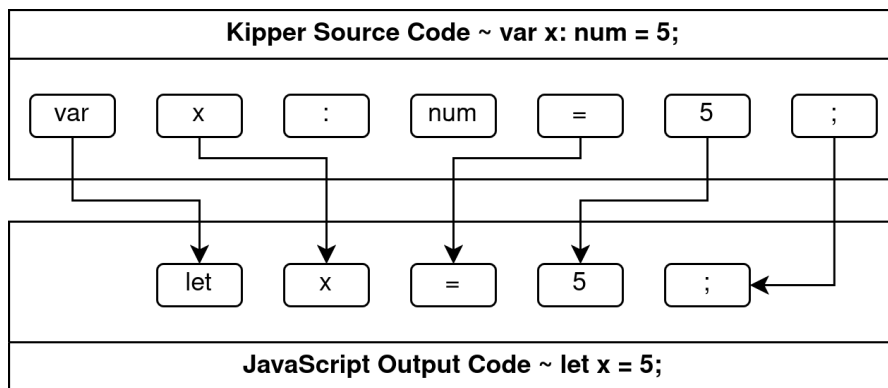 Kipper Source Code ~ var x: num = 5;
var x : num = 5 ;
let x = 5 ;
JavaScript Output Code ~ let x = 5;